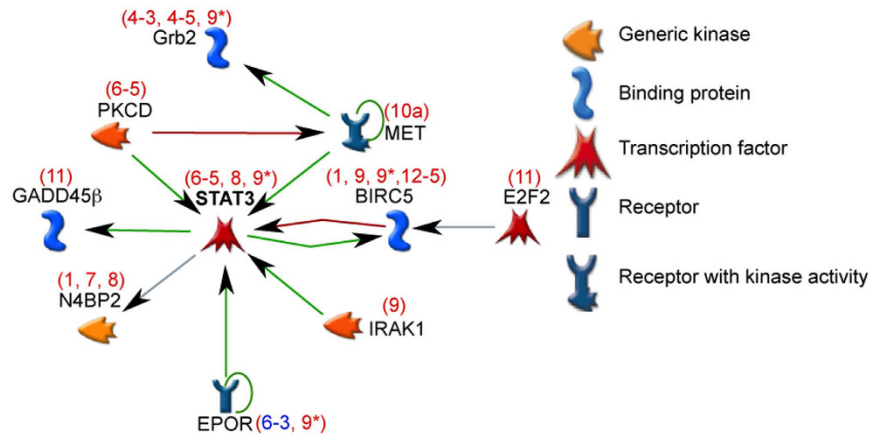 (4-3, 4-5, 9*)
Grb2
Generic kinase
(6-5)
PKCD
Binding protein
(10a)
MET
Transcription factor
(11)
GADD45β
(6-5, 8, 9*)
STAT3
(1, 9, 9*,12-5)
BIRC5
(11)
E2F2
Receptor
(1, 7, 8)
N4BP2
Receptor with kinase activity
(9)
IRAK1
EPOR(6-3, 9*)